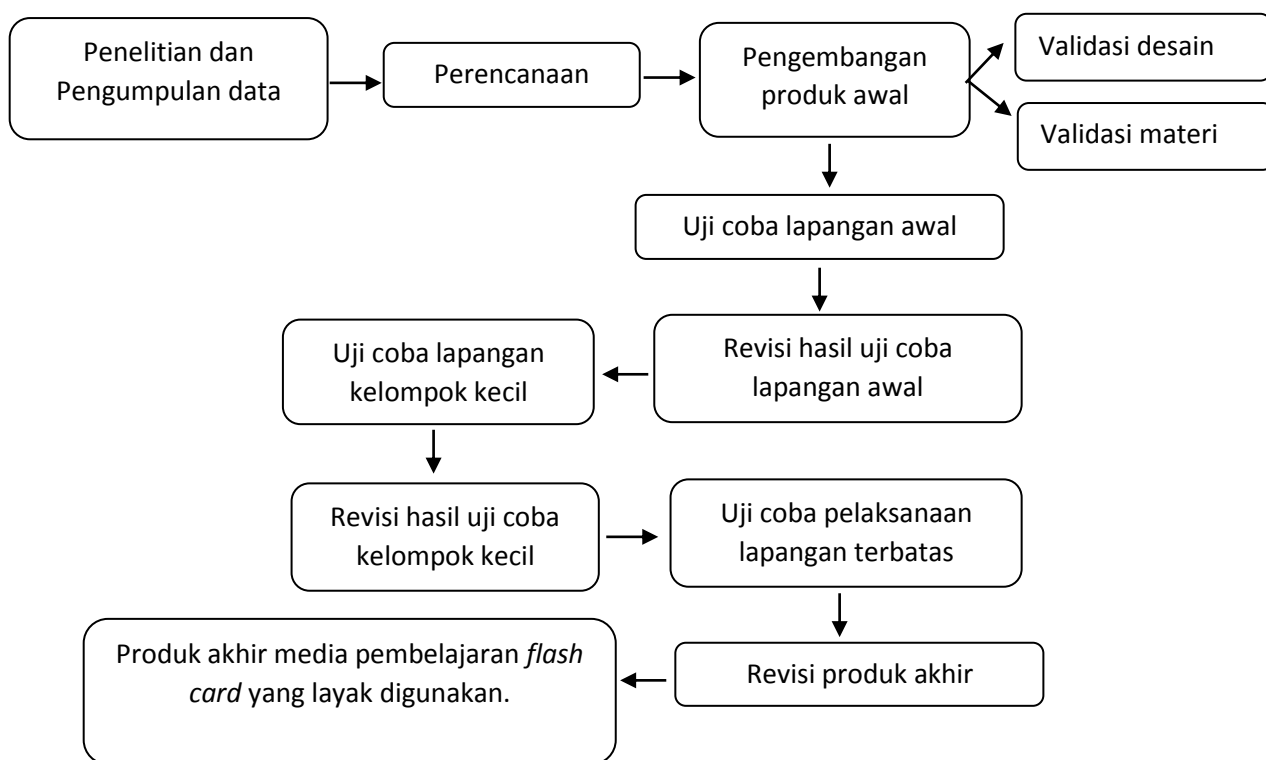 Penelitian dan
Pengumpulan data
Perencanaan
Pengembangan
produk awal
Validasi desain
Validasi materi
Uji coba lapangan awal
Revisi hasil uji coba
lapangan awal
Uji coba lapangan
kelompok kecil
Revisi hasil uji coba
kelompok kecil
Uji coba pelaksanaan
lapangan terbatas
Revisi produk akhir
Produk akhir media pembelajaran flash
card yang layak digunakan.